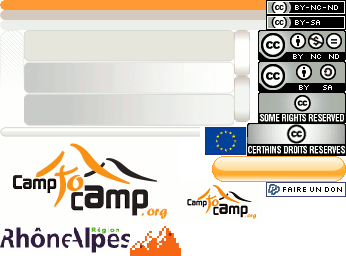 BY-NC-ND
BY-SA
BY NC ND
BY SA
SOME RIGHTS RESERVED
CERTAINS DROITS RESERVES
FAIRE UN DON
Camp to camp
.org
Camp to camp
.org
Région
RhôneAlpes